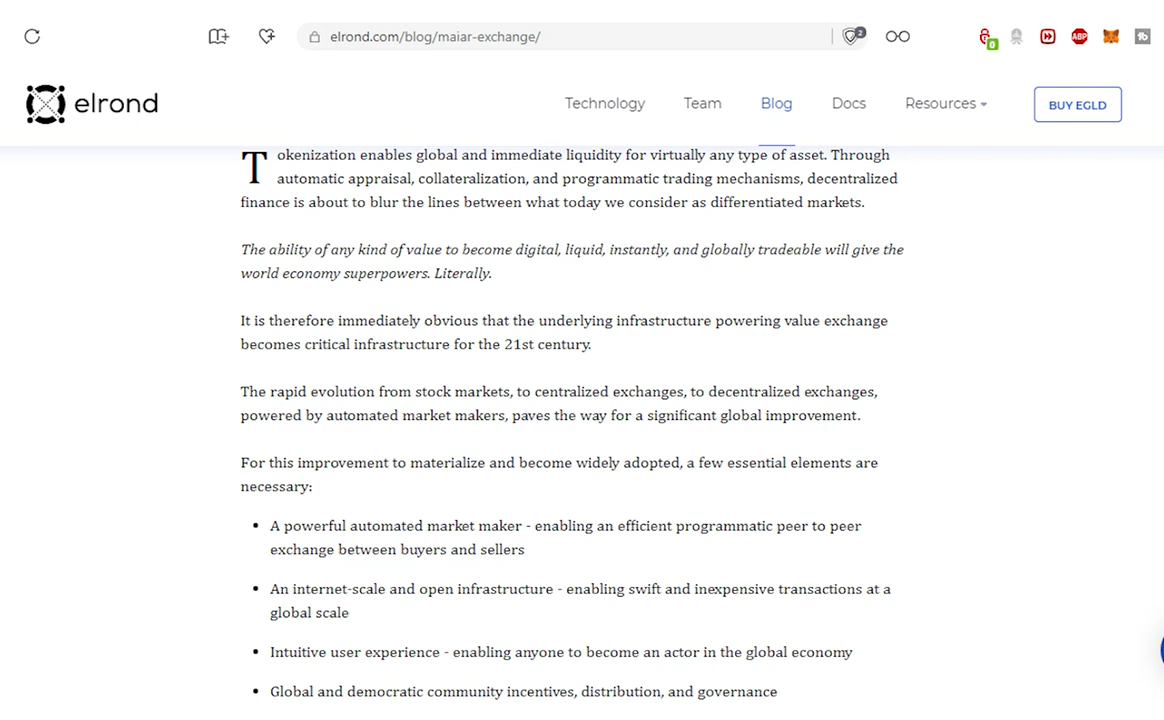 elrond.com/blog/maiar-exchange/
2
6
ABP
tb
elrond
Technology
Team
Blog
Docs
Resources
BUY EGLD
Tokenization enables global and immediate liquidity for virtually any type of asset. Through
automatic appraisal, collateralization, and programmatic trading mechanisms, decentralized
finance is about to blur the lines between what today we consider as differentiated markets.
The ability of any kind of value to become digital, liquid, instantly, and globally tradeable will give the
world economy superpowers. Literally.
It is therefore immediately obvious that the underlying infrastructure powering value exchange
becomes critical infrastructure for the 21st century.
The rapid evolution from stock markets, to centralized exchanges, to decentralized exchanges,
powered by automated market makers, paves the way for a significant global improvement.
For this improvement to materialize and become widely adopted, a few essential elements are
necessary:
• A powerful automated market maker - enabling an efficient programmatic peer to peer
exchange between buyers and sellers
• An internet-scale and open infrastructure - enabling swift and inexpensive transactions at a
global scale
• Intuitive user experience - enabling anyone to become an actor in the global economy
• Global and democratic community incentives, distribution, and governance